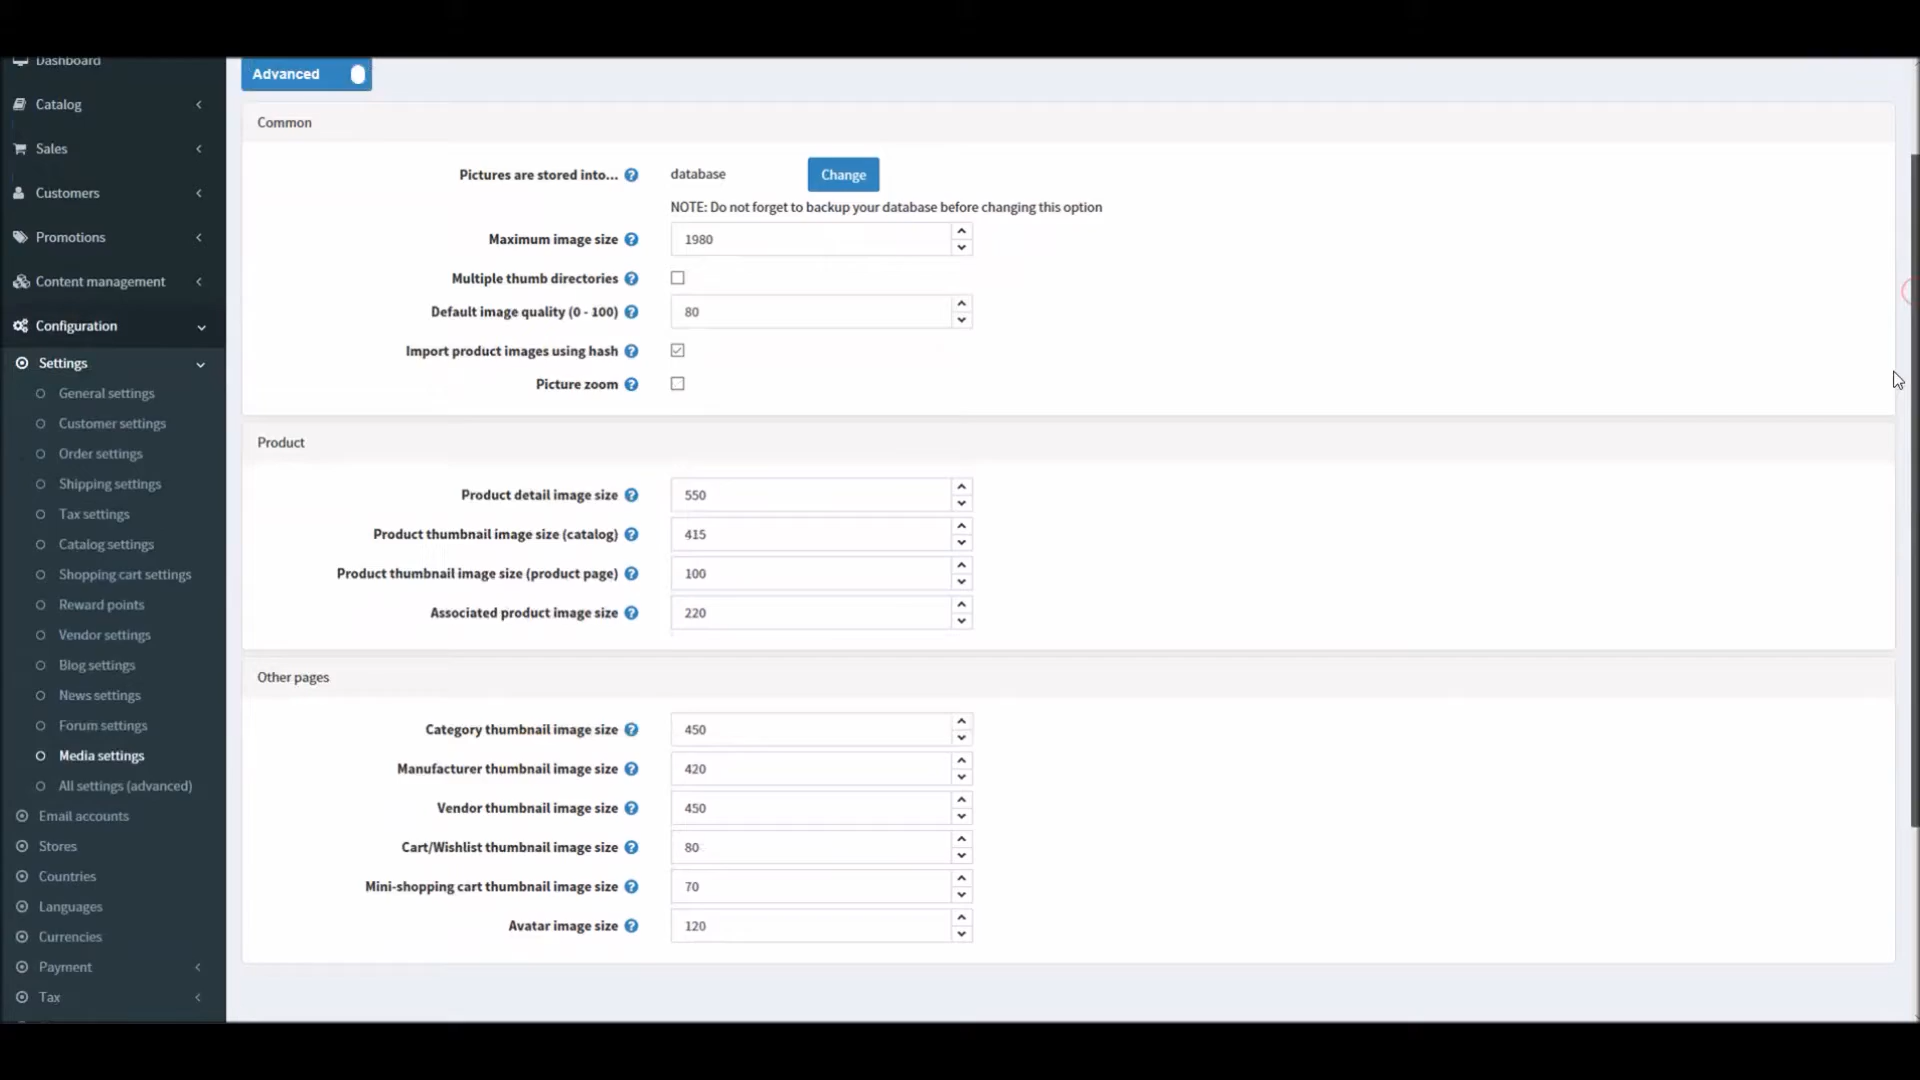 Dashboard
Catalog
Sales
Customers
Promotions
Content management
Configuration
Settings
General settings
Customer settings
Order settings
Shipping settings
Tax settings
Catalog settings
Shopping cart settings
Reward points
Vendor settings
Blog settings
News settings
Forum settings
Media settings
All settings (advanced)
Email accounts
Stores
Countries
Languages
Currencies
Payment
Tax
Advanced
Common
Pictures are stored into... database Change
NOTE: Do not forget to backup your database before changing this option
Maximum image size 1980
Multiple thumb directories
Default image quality (0 - 100) 80
Import product images using hash
Picture zoom
Product
Product detail image size 550
Product thumbnail image size (catalog) 415
Product thumbnail image size (product page) 100
Associated product image size 220
Other pages
Category thumbnail image size 450
Manufacturer thumbnail image size 420
Vendor thumbnail image size 450
Cart/Wishlist thumbnail image size 80
Mini-shopping cart thumbnail image size 70
Avatar image size 120